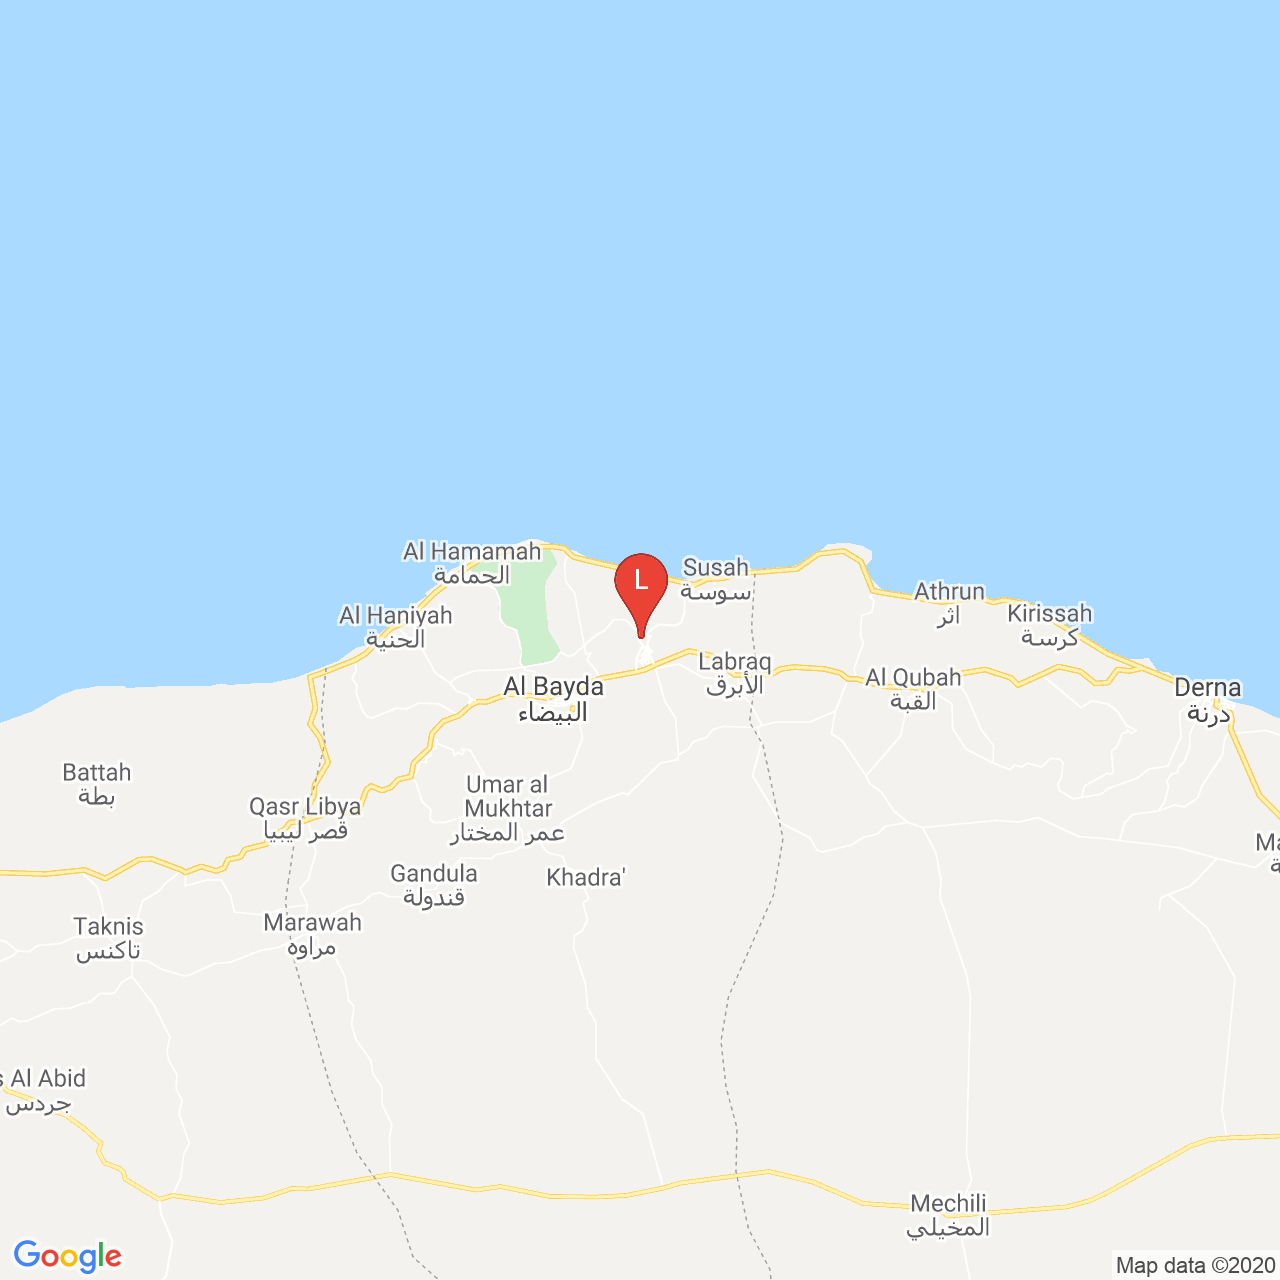 Al Hamamah
الحمامة
L
Susah
سوسة
Al Haniyah
الحنية
Athrun
اثر
Kirissah
كرسة
Labraq
الأبرق
Al Qubah
القبة
Al Bayda
البيضاء
Derna
درنة
Battah
بطة
Umar al
Mukhtar
عمر المختار
Qasr Libya
قصر ليبيا
Gandula
قندولة
Khadra'
Taknis
تاكنس
Marawah
مراوه
Al Abid
جردس
Mechili
المخيلي
Google
Map data ©2020